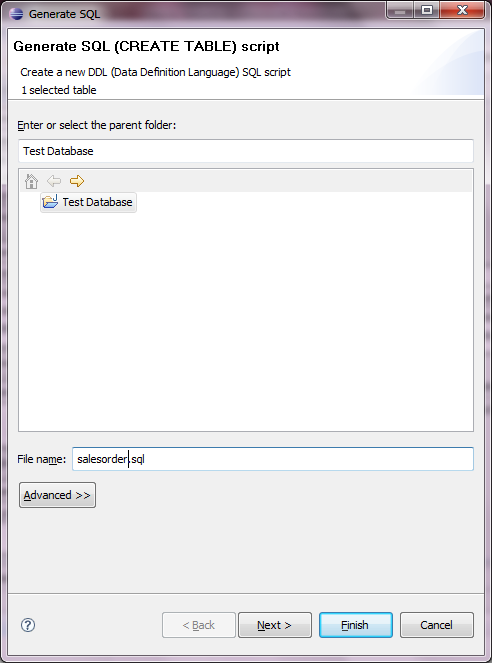 Generate SQL
Generate SQL (CREATE TABLE) script
Create a new DDL (Data Definition Language) SQL script
1 selected table
Enter or select the parent folder:
Test Database
Test Database
File name: salesorder.sql
Advanced >>
? < Back Next > Finish Cancel